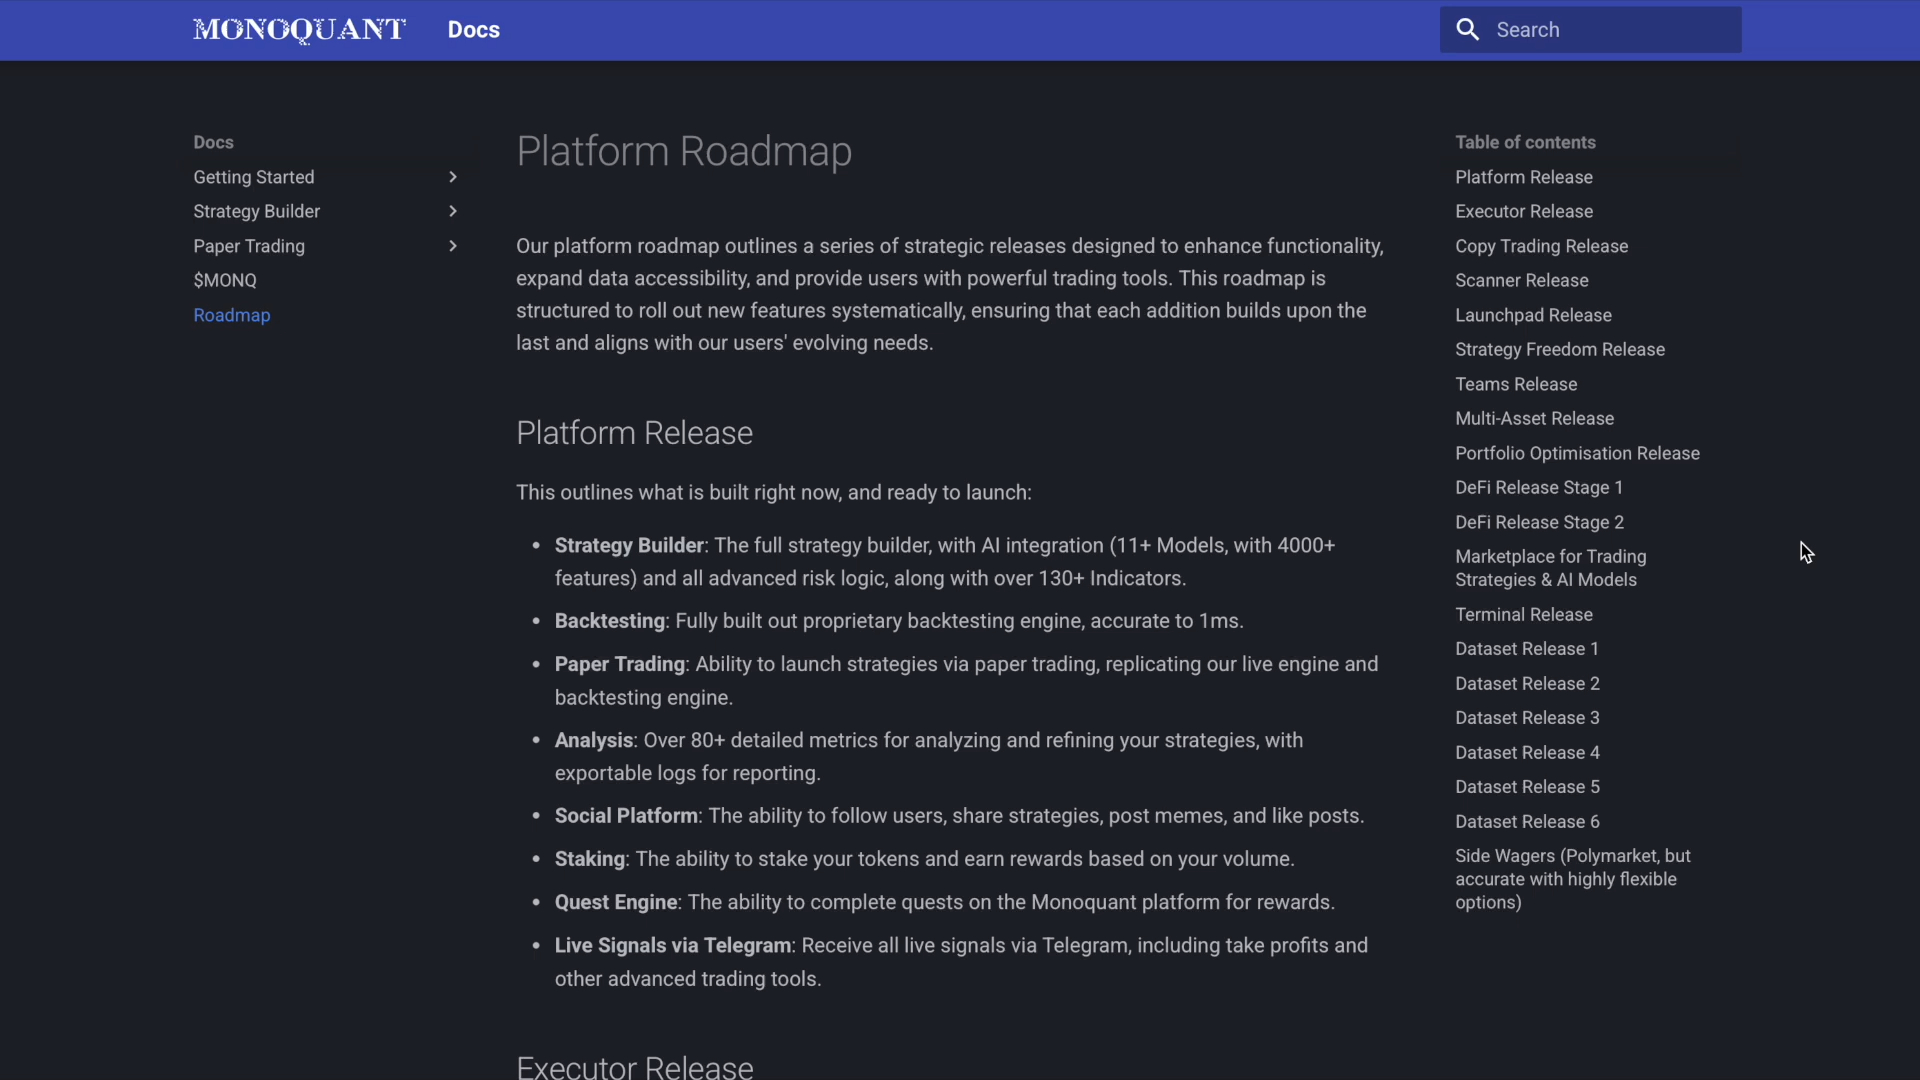 MONOQUANT
Docs
Search
Docs
Getting Started
Strategy Builder
Paper Trading
$MONQ
Roadmap
Platform Roadmap
Our platform roadmap outlines a series of strategic releases designed to enhance functionality,
expand data accessibility, and provide users with powerful trading tools. This roadmap is
structured to roll out new features systematically, ensuring that each addition builds upon the
last and aligns with our users' evolving needs.
Platform Release
This outlines what is built right now, and ready to launch:
• Strategy Builder: The full strategy builder, with AI integration (11+ Models, with 4000+
features) and all advanced risk logic, along with over 130+ Indicators.
• Backtesting: Fully built out proprietary backtesting engine, accurate to 1ms.
• Paper Trading: Ability to launch strategies via paper trading, replicating our live engine and
backtesting engine.
• Analysis: Over 80+ detailed metrics for analyzing and refining your strategies, with
exportable logs for reporting.
• Social Platform: The ability to follow users, share strategies, post memes, and like posts.
• Staking: The ability to stake your tokens and earn rewards based on your volume.
• Quest Engine: The ability to complete quests on the Monoquant platform for rewards.
• Live Signals via Telegram: Receive all live signals via Telegram, including take profits and
other advanced trading tools.
Executor Release
Table of contents
Platform Release
Executor Release
Copy Trading Release
Scanner Release
Launchpad Release
Strategy Freedom Release
Teams Release
Multi-Asset Release
Portfolio Optimisation Release
DeFi Release Stage 1
DeFi Release Stage 2
Marketplace for Trading
Strategies & AI Models
Terminal Release
Dataset Release 1
Dataset Release 2
Dataset Release 3
Dataset Release 4
Dataset Release 5
Dataset Release 6
Side Wagers (Polymarket, but
accurate with highly flexible
options)